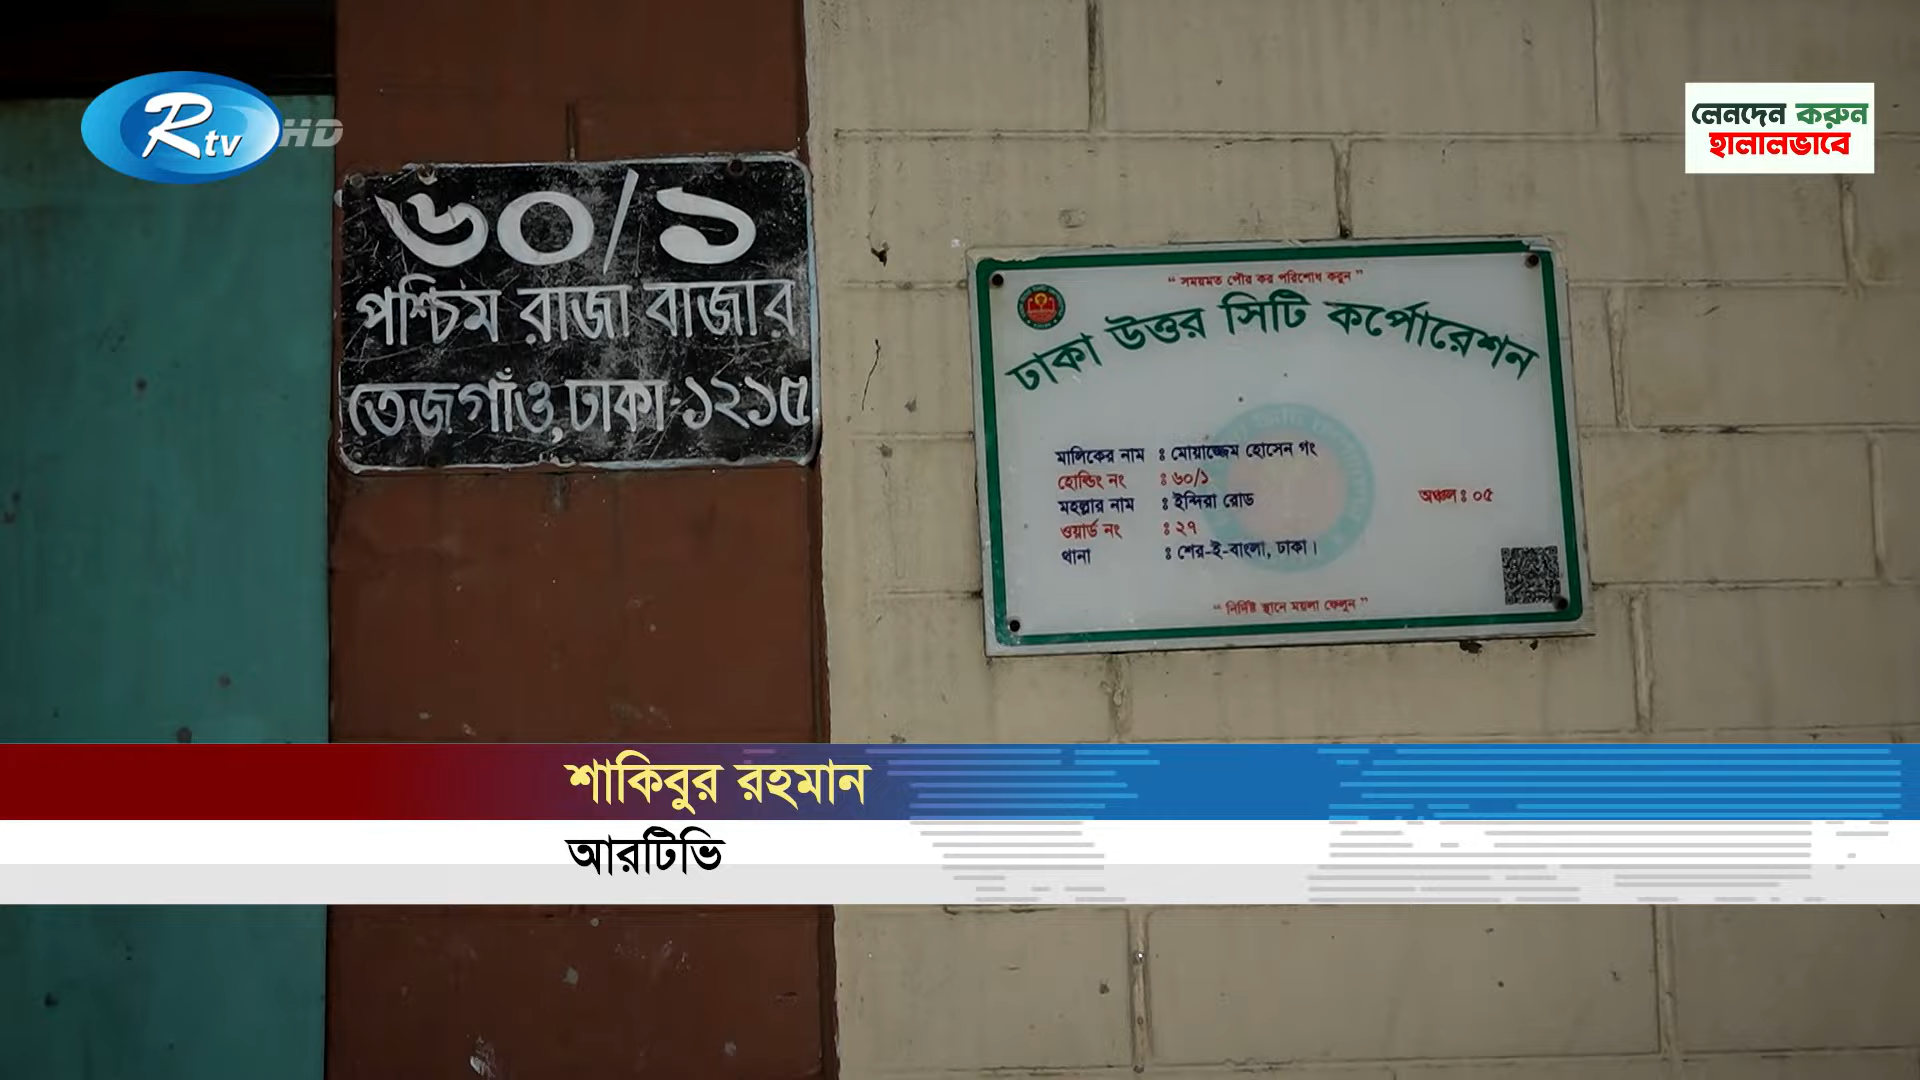 Rtv HD
লেনদেন করুন
হালালভাবে
৬০/১
পশ্চিম রাজা বাজার
তেজগাঁও, ঢাকা-১২১৫
“ সময়মত পৌর কর পরিশোধ করুন ”
ঢাকা উত্তর সিটি কর্পোরেশন
মালিকের নাম : মোয়াজ্জেম হোসেন গং
হোল্ডিং নং : ৬০/১
মহল্লার নাম : ইন্দিরা রোড
অঞ্চল : ০৫
ওয়ার্ড নং : ২৭
থানা : শের-ই-বাংলা, ঢাকা।
“ নির্দিষ্ট স্থানে ময়লা ফেলুন ”
শাকিবুর রহমান
আরটিভি